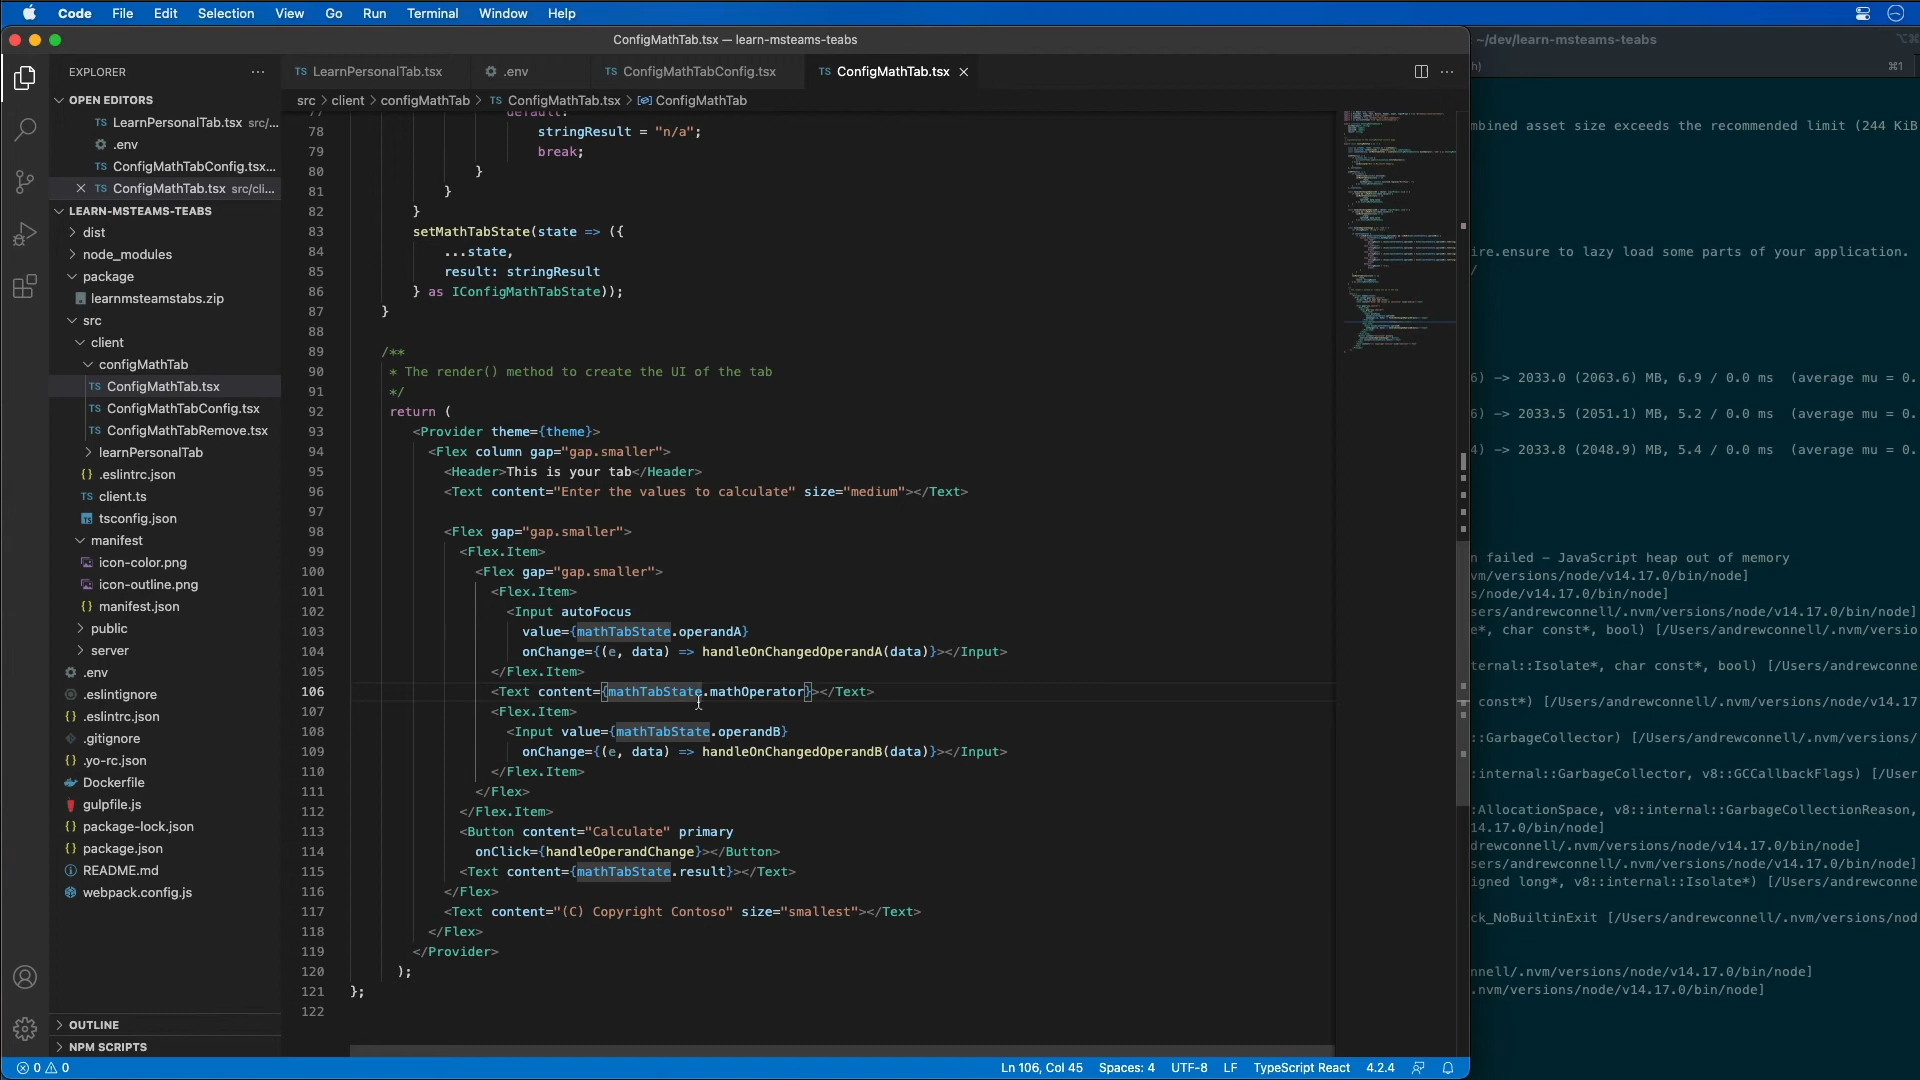 Code File Edit Selection View Go Run Terminal Window Help
ConfigMathTab.tsx — learn-msteams-teabs
~/dev/learn-msteams-teabs
EXPLORER
TS LearnPersonalTab.tsx
.env
TS ConfigMathTabConfig.tsx
TS ConfigMathTab.tsx
h)
⌘1
OPEN EDITORS
TS LearnPersonalTab.tsx src/...
.env
TS ConfigMathTabConfig.tsx...
TS ConfigMathTab.tsx src/cli...
LEARN-MSTEAMS-TEABS
dist
node_modules
package
learnmsteamstabs.zip
src
client
configMathTab
TS ConfigMathTab.tsx
TS ConfigMathTabConfig.tsx
TS ConfigMathTabRemove.tsx
learnPersonalTab
{} .eslintrc.json
TS client.ts
tsconfig.json
manifest
icon-color.png
icon-outline.png
{} manifest.json
public
server
.env
.eslintignore
{} .eslintrc.json
.gitignore
{} .yo-rc.json
Dockerfile
gulpfile.js
{} package-lock.json
{} package.json
README.md
webpack.config.js
OUTLINE
NPM SCRIPTS
src > client > configMathTab > TS ConfigMathTab.tsx > ConfigMathTab
77 default:
78 stringResult = "n/a";
79 break;
80 }
81 }
82 }
83 setMathTabState(state => ({
84 ...state,
85 result: stringResult
86 } as IConfigMathTabState));
87 }
88
89 /**
90 * The render() method to create the UI of the tab
91 */
92 return (
93 <Provider theme={theme}>
94 <Flex column gap="gap.smaller">
95 <Header>This is your tab</Header>
96 <Text content="Enter the values to calculate" size="medium"></Text>
97
98 <Flex gap="gap.smaller">
99 <Flex.Item>
100 <Flex gap="gap.smaller">
101 <Flex.Item>
102 <Input autoFocus
103 value={mathTabState.operandA}
104 onChange={(e, data) => handleOnChangedOperandA(data)}></Input>
105 </Flex.Item>
106 <Text content={mathTabState.mathOperator}></Text>
107 <Flex.Item>
108 <Input value={mathTabState.operandB}
109 onChange={(e, data) => handleOnChangedOperandB(data)}></Input>
110 </Flex.Item>
111 </Flex>
112 </Flex.Item>
113 <Button content="Calculate" primary
114 onClick={handleOperandChange}></Button>
115 <Text content={mathTabState.result}></Text>
116 </Flex>
117 <Text content="(C) Copyright Contoso" size="smallest"></Text>
118 </Flex>
119 </Provider>
120 );
121 };
122
0 0
Ln 106, Col 45 Spaces: 4 UTF-8 LF TypeScript React 4.2.4
mbined asset size exceeds the recommended limit (244 KiB
ire.ensure to lazy load some parts of your application.
/
6) -> 2033.0 (2063.6) MB, 6.9 / 0.0 ms (average mu = 0.
6) -> 2033.5 (2051.1) MB, 5.2 / 0.0 ms (average mu = 0.
4) -> 2033.8 (2048.9) MB, 5.4 / 0.0 ms (average mu = 0.
n failed - JavaScript heap out of memory
vm/versions/node/v14.17.0/bin/node]
s/node/v14.17.0/bin/node]
sers/andrewconnell/.nvm/versions/node/v14.17.0/bin/node]
e*, char const*, bool) [/Users/andrewconnell/.nvm/versio
ternal::Isolate*, char const*, bool) [/Users/andrewconne
const*) [/Users/andrewconnell/.nvm/versions/node/v14.17
::GarbageCollector) [/Users/andrewconnell/.nvm/versions/
:internal::GarbageCollector, v8::GCCallbackFlags) [/User
:AllocationSpace, v8::internal::GarbageCollectionReason,
14.17.0/bin/node]
drewconnell/.nvm/versions/node/v14.17.0/bin/node]
sers/andrewconnell/.nvm/versions/node/v14.17.0/bin/node]
igned long*, v8::internal::Isolate*) [/Users/andrewconne
ck_NoBuiltinExit [/Users/andrewconnell/.nvm/versions/nod
nnell/.nvm/versions/node/v14.17.0/bin/node]
.nvm/versions/node/v14.17.0/bin/node]